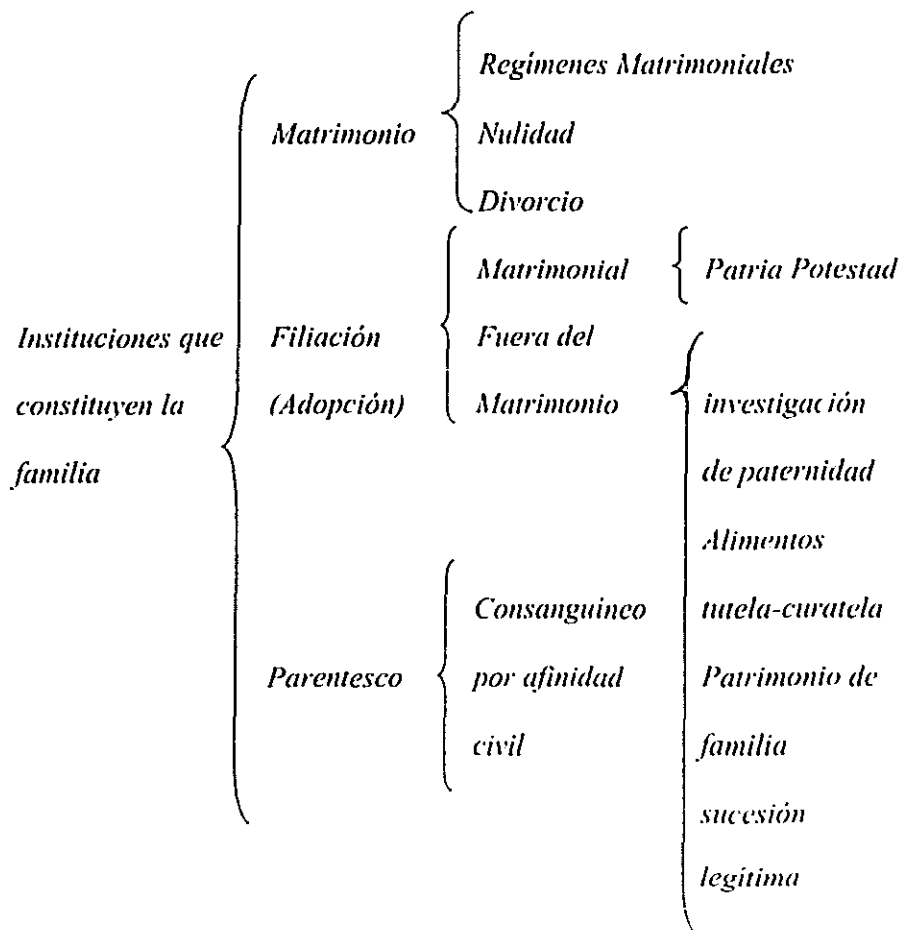 Instituciones que
constituyen la
familia
Matrimonio
Regímenes Matrimoniales
Nulidad
Divorcio
Filiación
(Adopción)
Matrimonial
Patria Potestad
Fuera del
Matrimonio
investigación
de paternidad
Alimentos
tutela-curatela
Patrimonio de
familia
sucesión
legítima
Parentesco
Consanguineo
por afinidad
civil